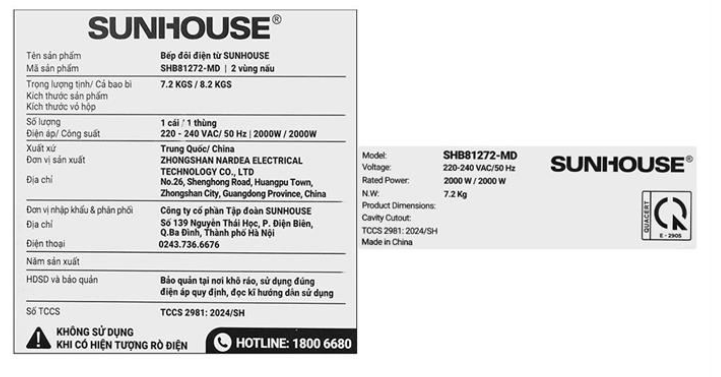 SUNHOUSE®
Tên sản phẩm Bếp đôi điện từ SUNHOUSE
Mã sản phẩm SHB81272-MD | 2 vùng nấu
Trọng lượng tịnh/ Cả bao bì 7.2 KGS / 8.2 KGS
Kích thước sản phẩm
Kích thước vỏ hộp
Số lượng 1 cái / 1 thùng
Điện áp/ Công suất 220 - 240 VAC/ 50 Hz | 2000W / 2000W
Xuất xứ Trung Quốc/ China
Đơn vị sản xuất ZHONGSHAN NARDEA ELECTRICAL
TECHNOLOGY CO., LTD
Địa chỉ No.26, Shenghong Road, Huangpu Town,
Zhongshan City, Guangdong Province, China
Đơn vị nhập khẩu & phân phối Công ty cổ phần Tập đoàn SUNHOUSE
Địa chỉ Số 139 Nguyễn Thái Học, P. Điện Biên,
Q.Ba Đình, Thành phố Hà Nội
Điện thoại 0243.736.6676
Năm sản xuất
HDSD và bảo quản Bảo quản tại nơi khô ráo, sử dụng đúng
điện áp quy định, đọc kĩ hướng dẫn sử dụng
Số TCCS TCCS 2981: 2024/SH
KHÔNG SỬ DỤNG
KHI CÓ HIỆN TƯỢNG RÒ ĐIỆN
HOTLINE: 1800 6680
Model: SHB81272-MD
Voltage: 220-240 VAC/50 Hz
Rated Power: 2000 W / 2000 W
N.W: 7.2 Kg
Product Dimensions:
Cavity Cutout:
TCCS 2981: 2024/SH
Made in China
SUNHOUSE®
QUACERT
E - 2905